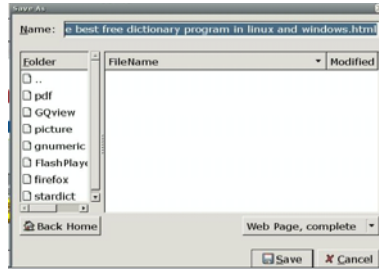 Save As
Name: e best free dictionary program in linux and windows.html
Folder
FileName
Modified
..
pdf
GQview
picture
gnumeric
FlashPlaye
firefox
stardict
Back Home
Web Page, complete
Save
Cancel